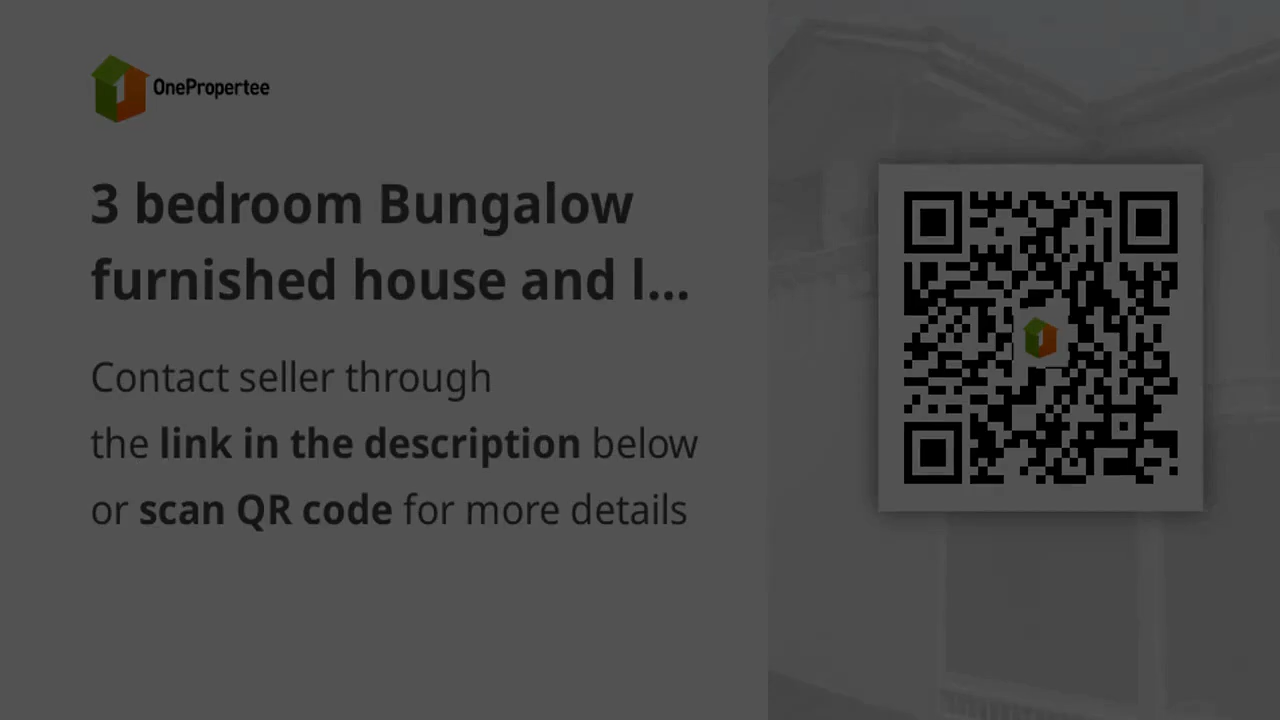 OnePropertee
3 bedroom Bungalow
furnished house and l...
Contact seller through
the link in the description below
or scan QR code for more details